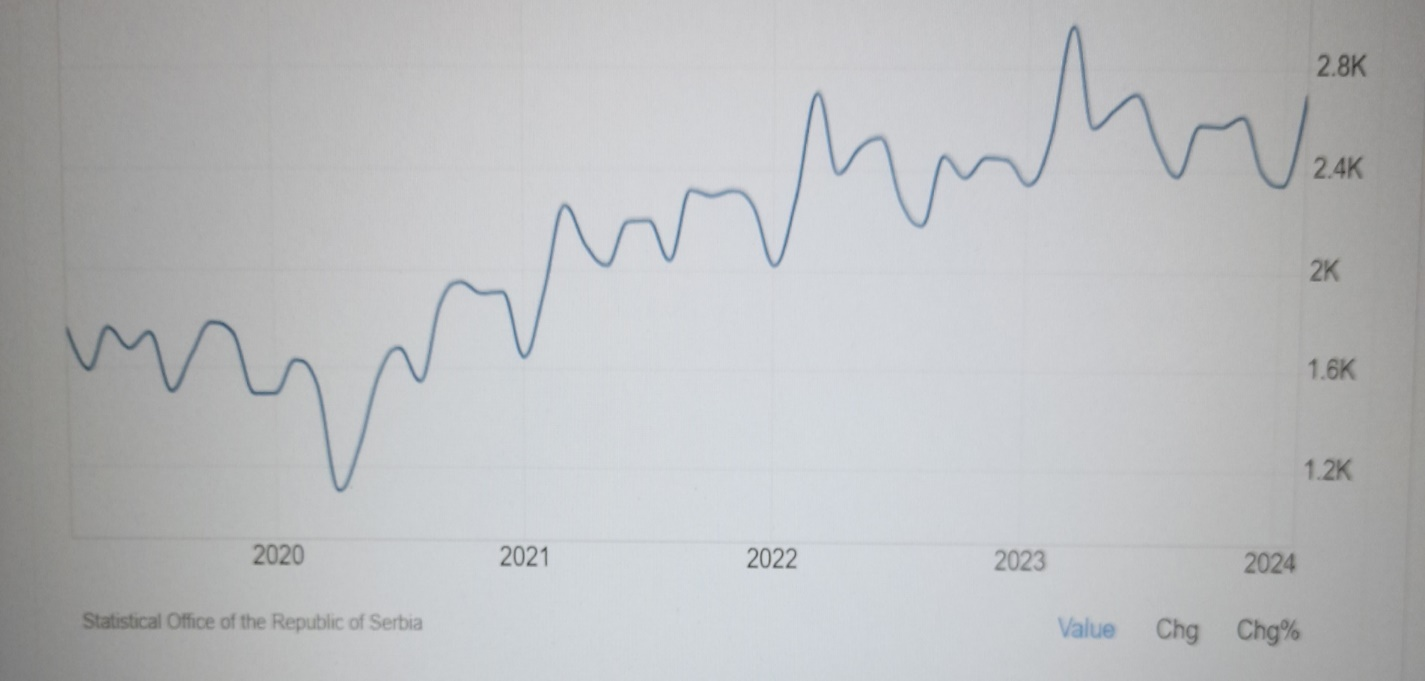 2.8K
2.4K
2K
1.6K
1.2K
2020 2021 2022 2023 2024
Statistical Office of the Republic of Serbia
Value Chg Chg%